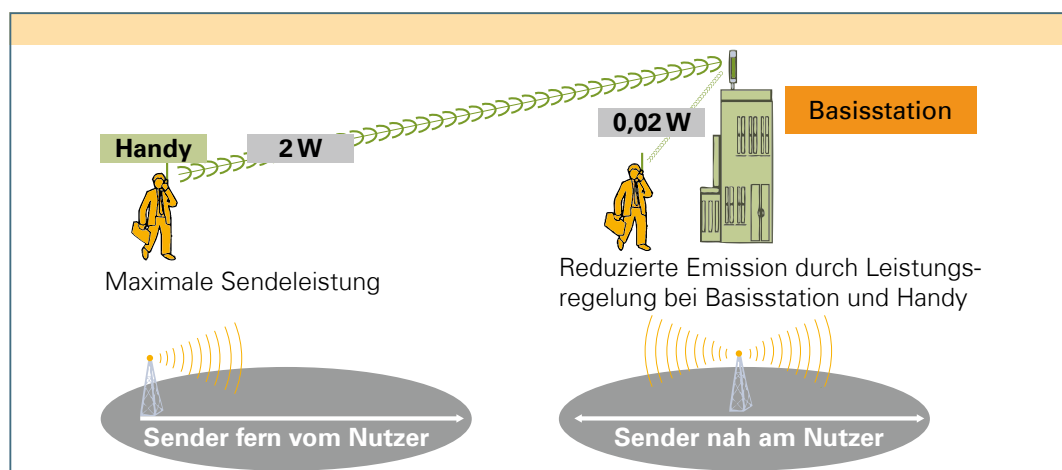 Basisstation
0,02 W
Handy
2 W
Maximale Sendeleistung
Reduzierte Emission durch Leistungs-
regelung bei Basisstation und Handy
Sender fern vom Nutzer
Sender nah am Nutzer